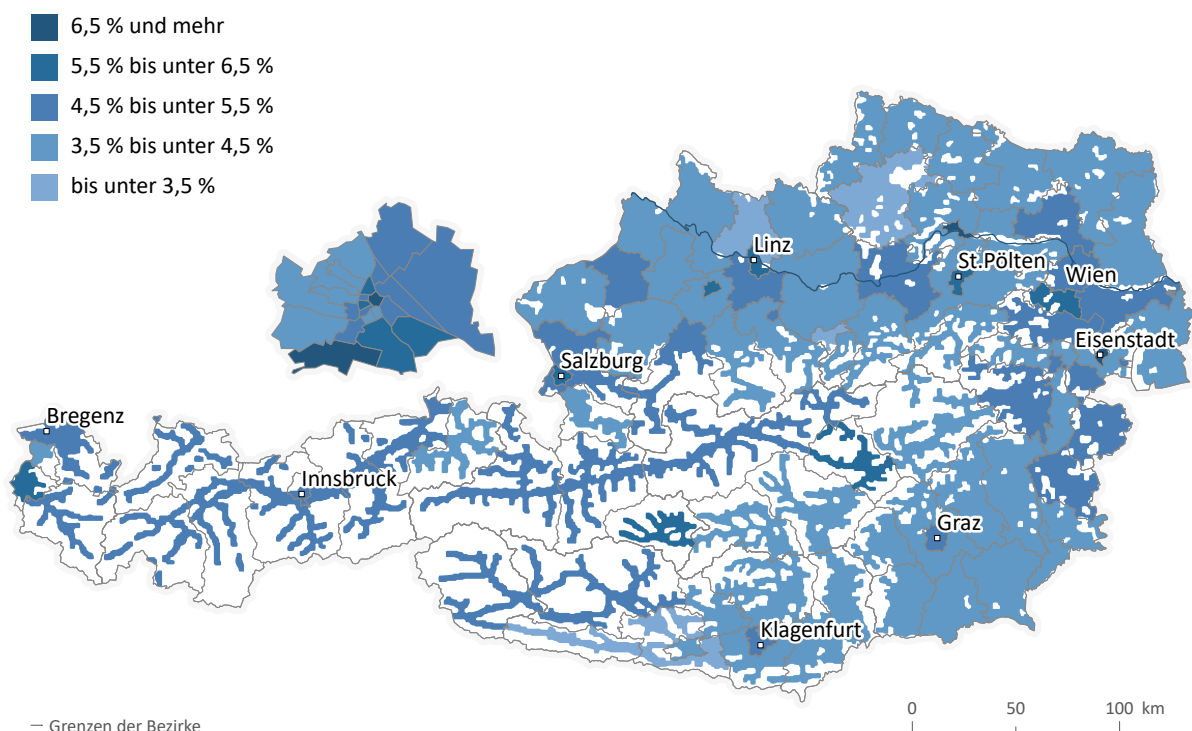 6,5 % und mehr
5,5 % bis unter 6,5 %
4,5 % bis unter 5,5 %
3,5 % bis unter 4,5 %
bis unter 3,5 %
Linz
St.Pölten
Wien
Eisenstadt
Salzburg
Bregenz
Innsbruck
Graz
Klagenfurt
0 50 100 km
Grenzen der Bezirke